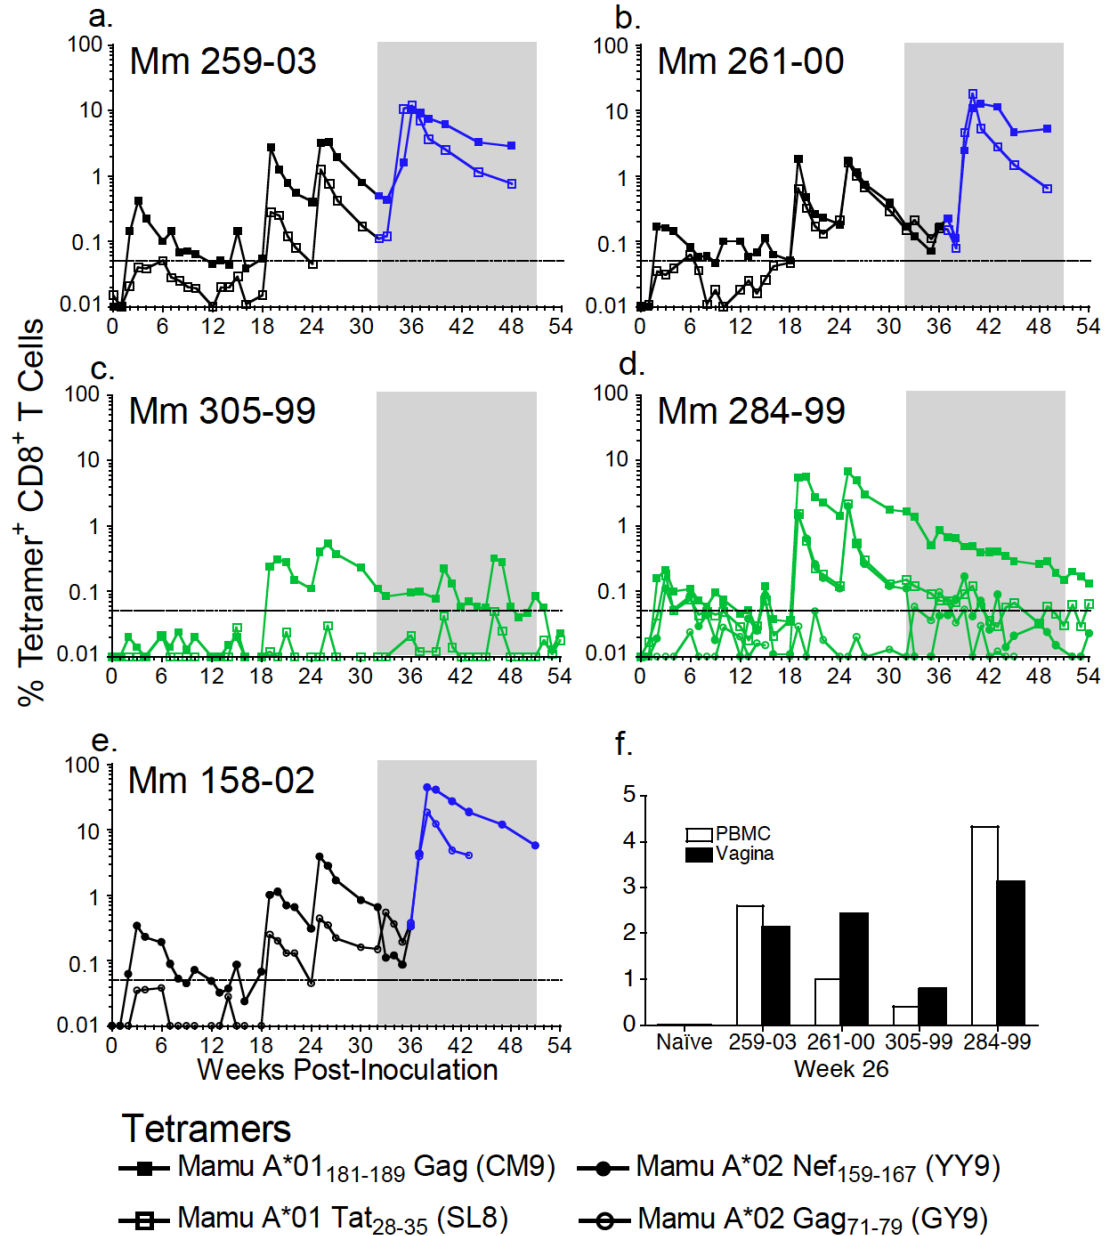 a.
Mm 259-03
100
10
1
0.1
0.01
0 6 12 18 24 30 36 42 48 54
b.
Mm 261-00
100
10
1
0.1
0.01
0 6 12 18 24 30 36 42 48 54
% Tetramer+ CD8+ T Cells
c.
Mm 305-99
100
10
1
0.1
0.01
0 6 12 18 24 30 36 42 48 54
d.
Mm 284-99
100
10
1
0.1
0.01
0 6 12 18 24 30 36 42 48 54
e.
Mm 158-02
100
10
1
0.1
0.01
0 6 12 18 24 30 36 42 48 54
Weeks Post-Inoculation
f.
5
4
3
2
1
0
PBMC
Vagina
Naïve 259-03 261-00 305-99 284-99
Week 26
Tetramers
Mamu A*01181-189 Gag (CM9)
Mamu A*02 Nef159-167 (YY9)
Mamu A*01 Tat28-35 (SL8)
Mamu A*02 Gag71-79 (GY9)